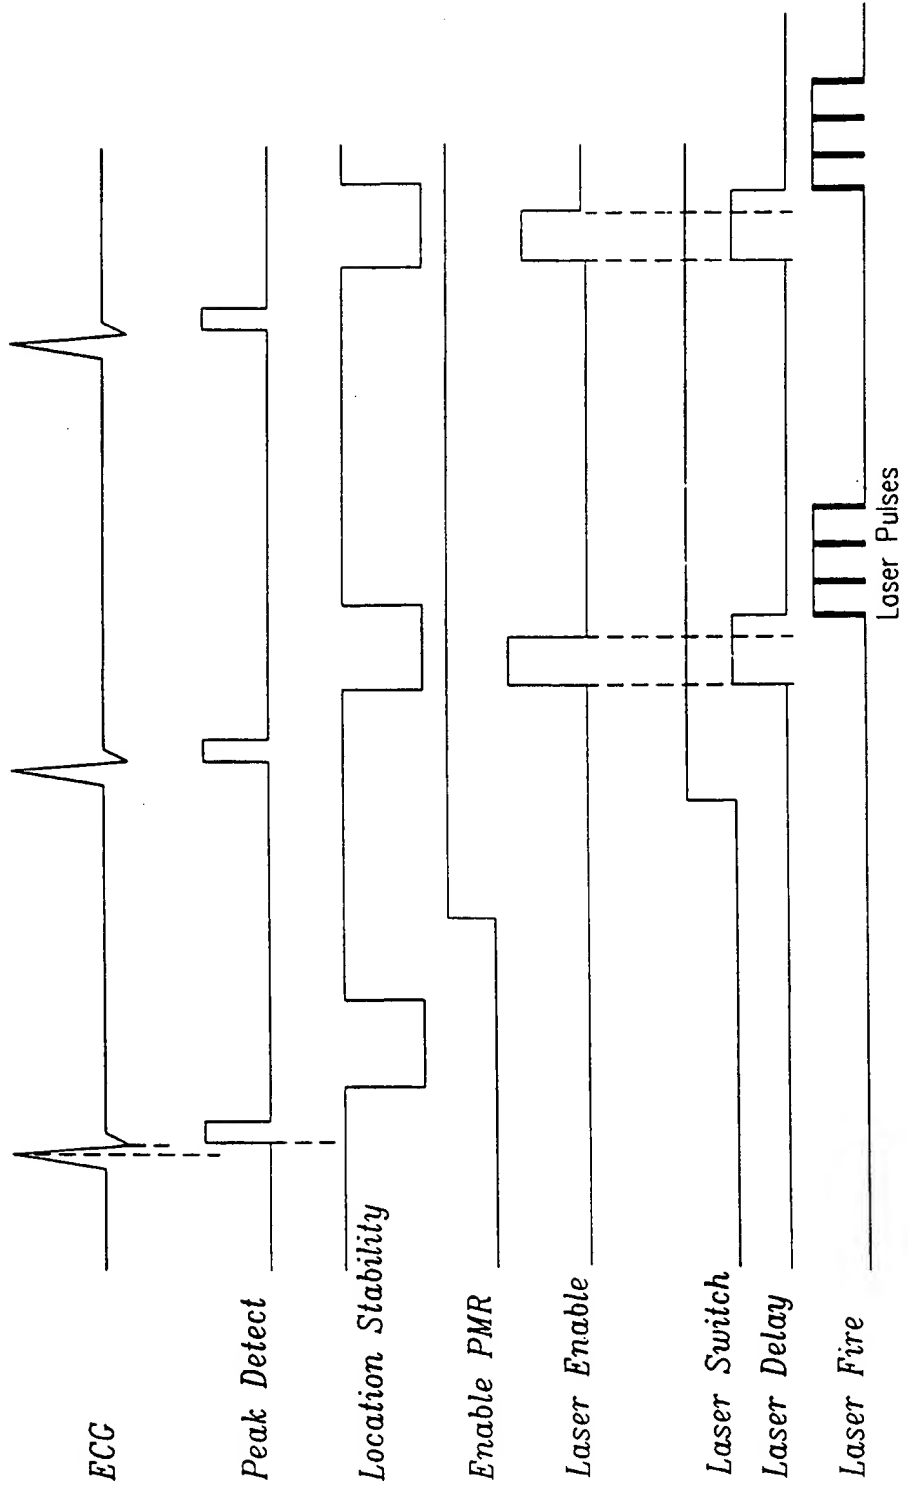 ECG
Peak Detect
Location Stability
Enable PMR
Laser Enable
Laser Switch
Laser Delay
Laser Fire
Laser Pulses